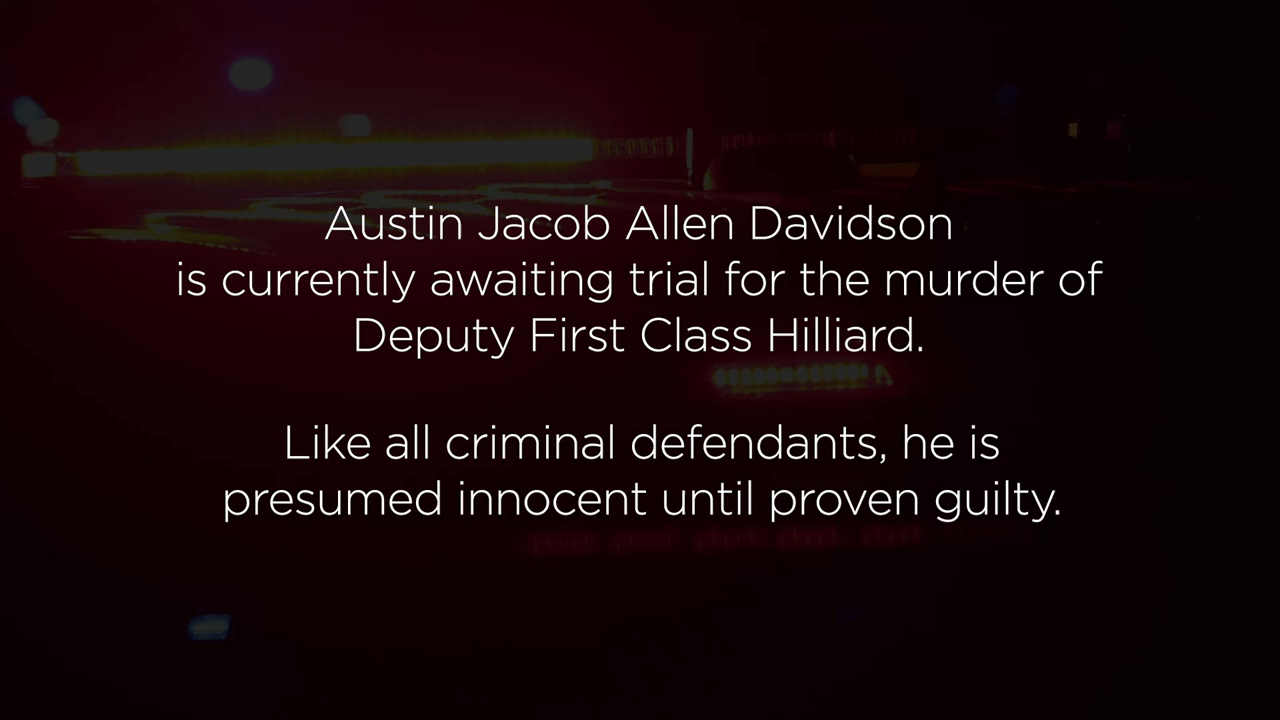 Austin Jacob Allen Davidson
is currently awaiting trial for the murder of
Deputy First Class Hilliard.
Like all criminal defendants, he is
presumed innocent until proven guilty.